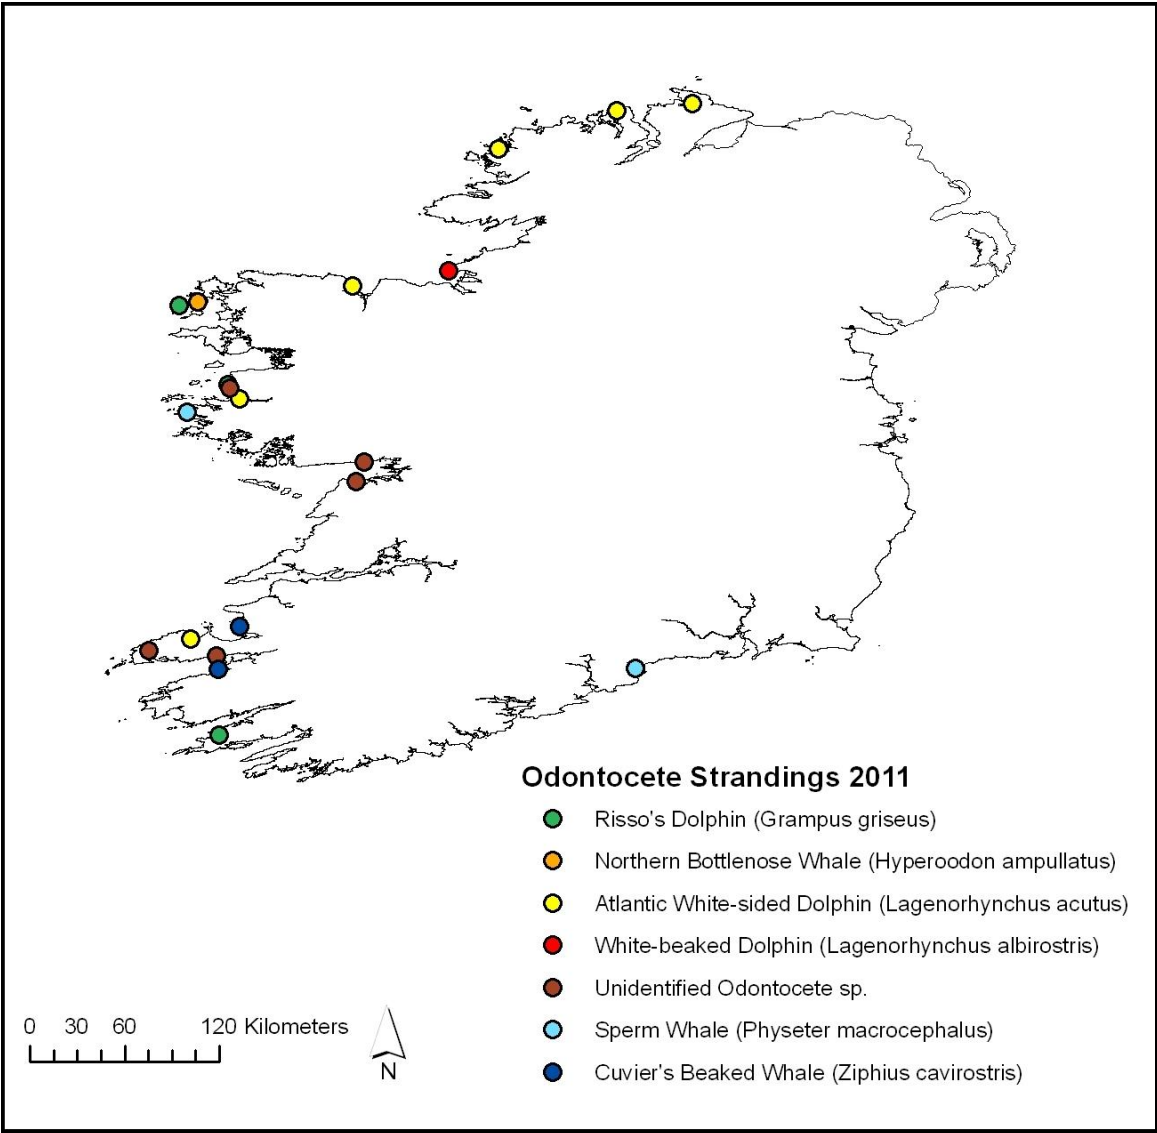 Odontocete Strandings 2011
Risso's Dolphin (Grampus griseus)
Northern Bottlenose Whale (Hyperoodon ampullatus)
Atlantic White-sided Dolphin (Lagenorhynchus acutus)
White-beaked Dolphin (Lagenorhynchus albirostris)
Unidentified Odontocete sp.
Sperm Whale (Physeter macrocephalus)
Cuvier's Beaked Whale (Ziphius cavirostris)
0 30 60 120 Kilometers
N